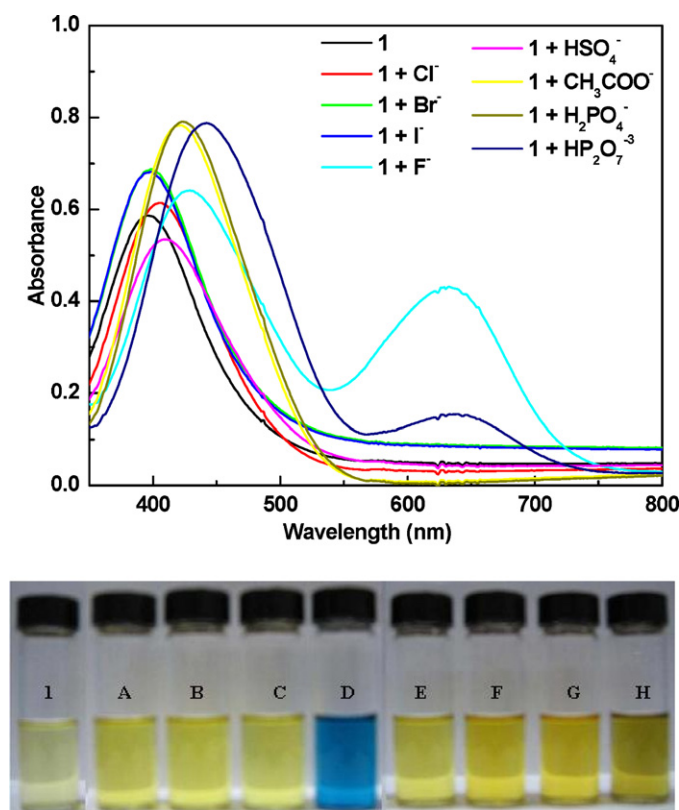 1.0
0.8
0.6
0.4
0.2
0.0
Absorbance
400 500 600 700 800
Wavelength (nm)
1
1 + Cl⁻
1 + Br⁻
1 + I⁻
1 + F⁻
1 + HSO₄⁻
1 + CH₃COO⁻
1 + H₂PO₄⁻
1 + HP₂O₇⁻³
1 A B C D E F G H